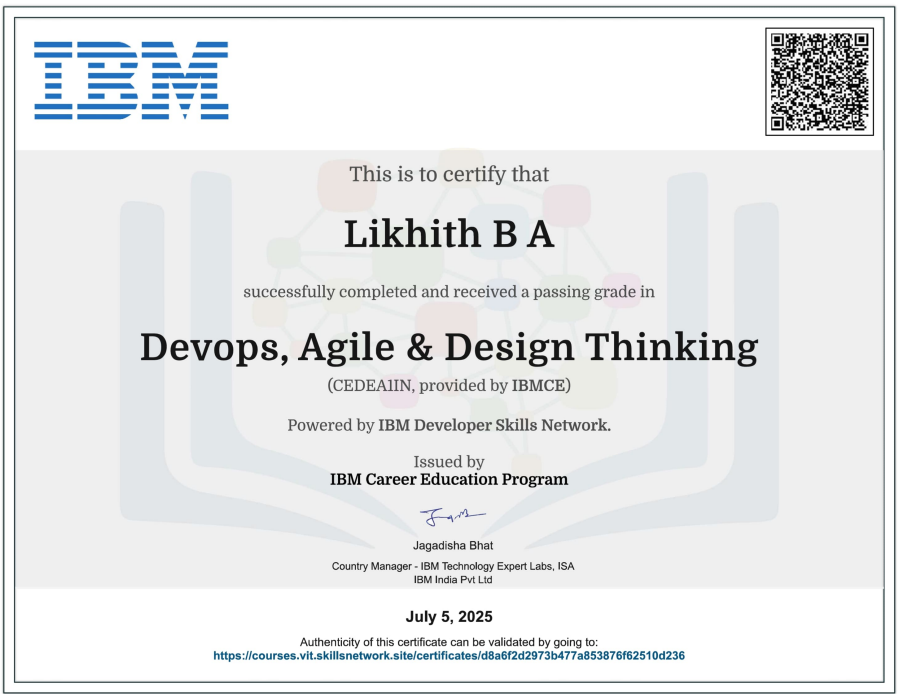 IBM
This is to certify that
Likhith B A
successfully completed and received a passing grade in
Devops, Agile & Design Thinking
(CEDEA1IN, provided by IBMCE)
Powered by IBM Developer Skills Network.
Issued by
IBM Career Education Program
Jagadisha Bhat
Country Manager - IBM Technology Expert Labs, ISA
IBM India Pvt Ltd
July 5, 2025
Authenticity of this certificate can be validated by going to:
https://courses.vit.skillsnetwork.site/certificates/d8a6f2d2973b477a853876f62510d236